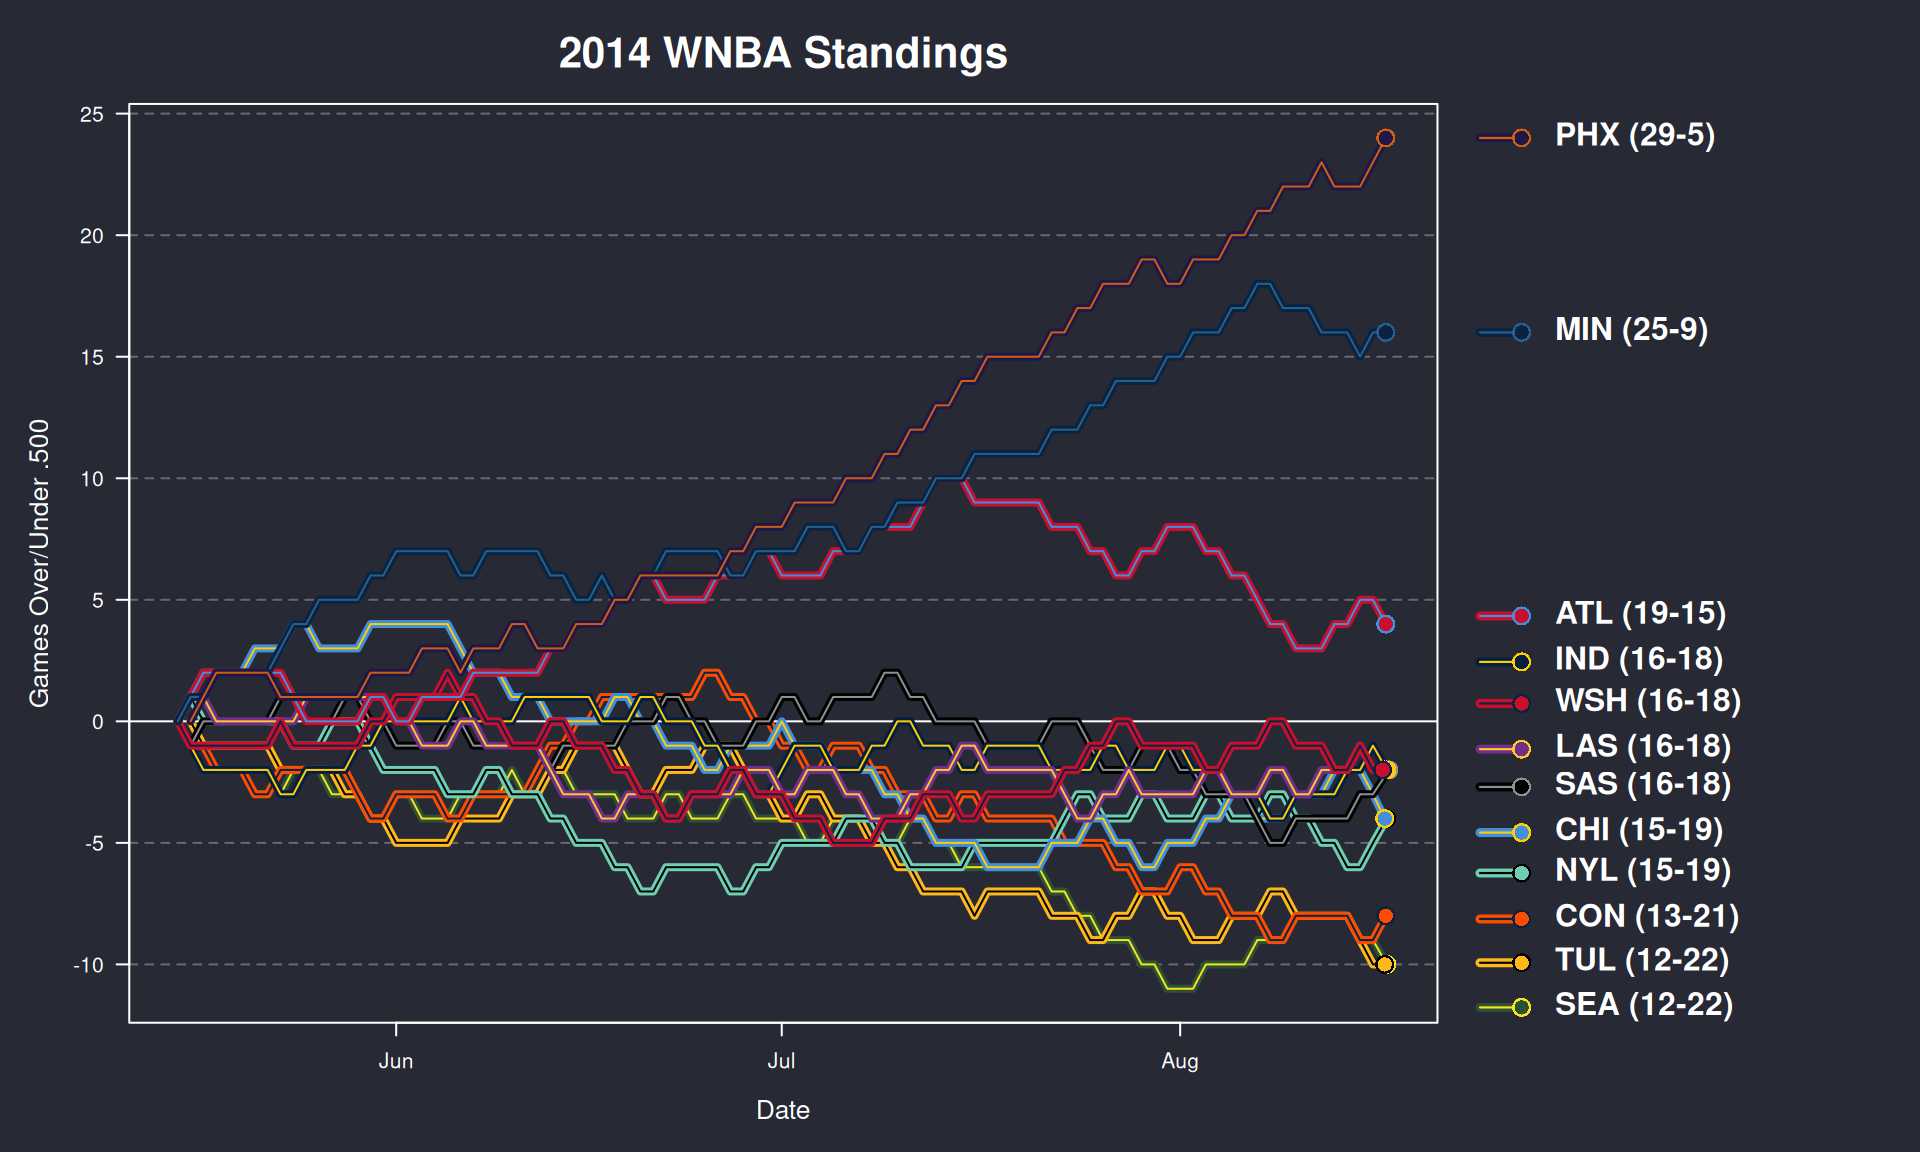 2014 WNBA Standings
25
20
15
10
5
0
-5
-10
Games Over/Under .500
Jun
Jul
Aug
Date
PHX (29-5)
MIN (25-9)
ATL (19-15)
IND (16-18)
WSH (16-18)
LAS (16-18)
SAS (16-18)
CHI (15-19)
NYL (15-19)
CON (13-21)
TUL (12-22)
SEA (12-22)